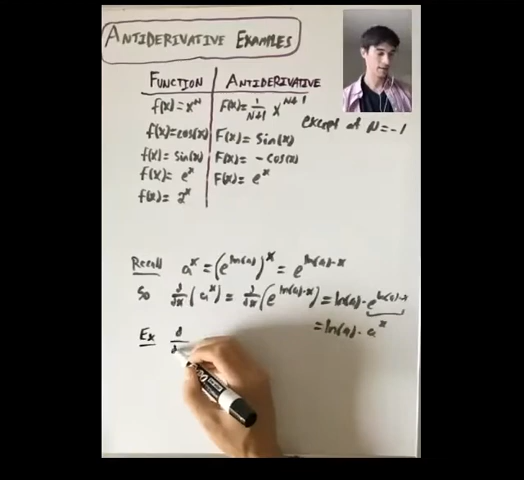 ANTIDERIVATIVE EXAMPLES
FUNCTION ANTIDERIVATIVE
f(x)=x^N F(x)=1/(N+1) x^(N+1)
except at N=-1
f(x)=cos(x) F(x)= sin(x)
f(x)= sin(x) F(x)= -cos(x)
f(x)= e^x F(x)= e^x
f(x)= 2^x
Recall a^x = (e^ln(a))^x = e^(ln(a)·x)
So d/dx (a^x) = d/dx (e^(ln(a)·x)) = ln(a)· e^(ln(a)·x)
= ln(a)· a^x
Ex d